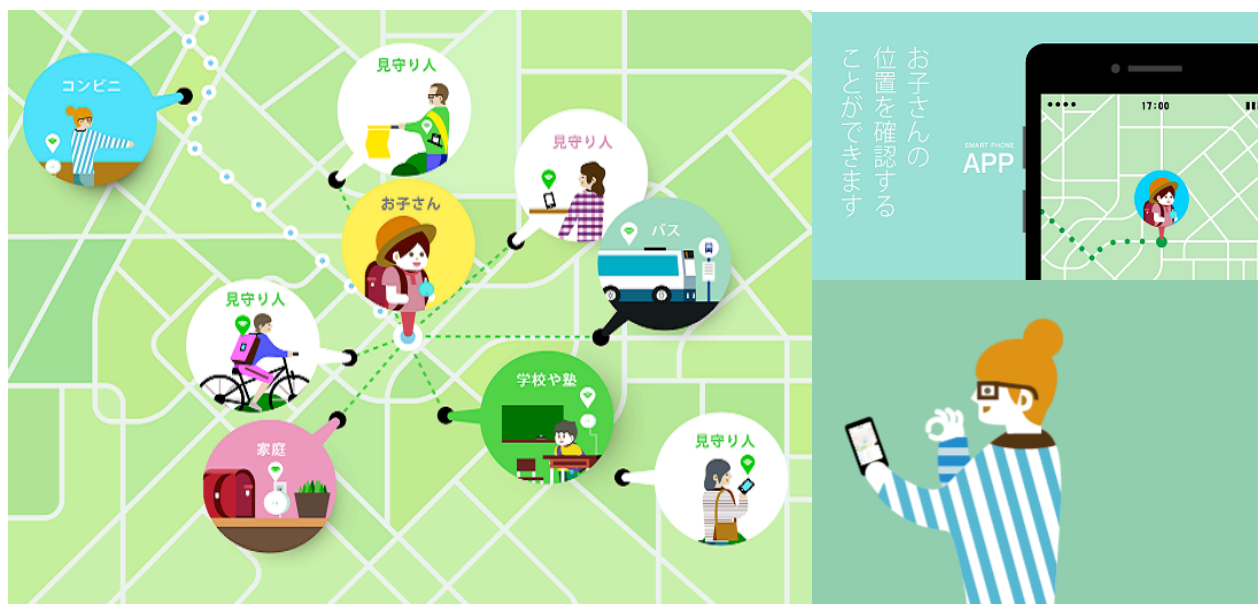 コンビニ
見守り人
見守り人
お子さん
バス
見守り人
学校や塾
家庭
見守り人
お子さんの
位置を確認する
ことができます
SMART PHONE
APP
17:00